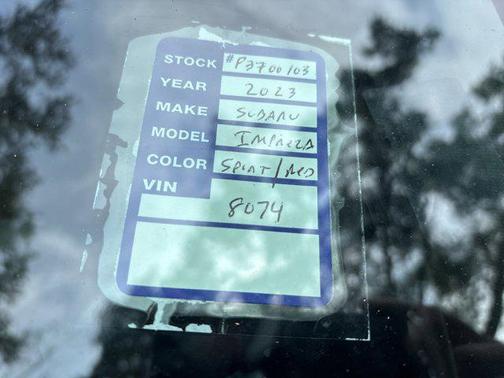 STOCK #P3700103
YEAR 2023
MAKE SUBARU
MODEL IMPREZA
COLOR SPORT/RED
VIN
8074